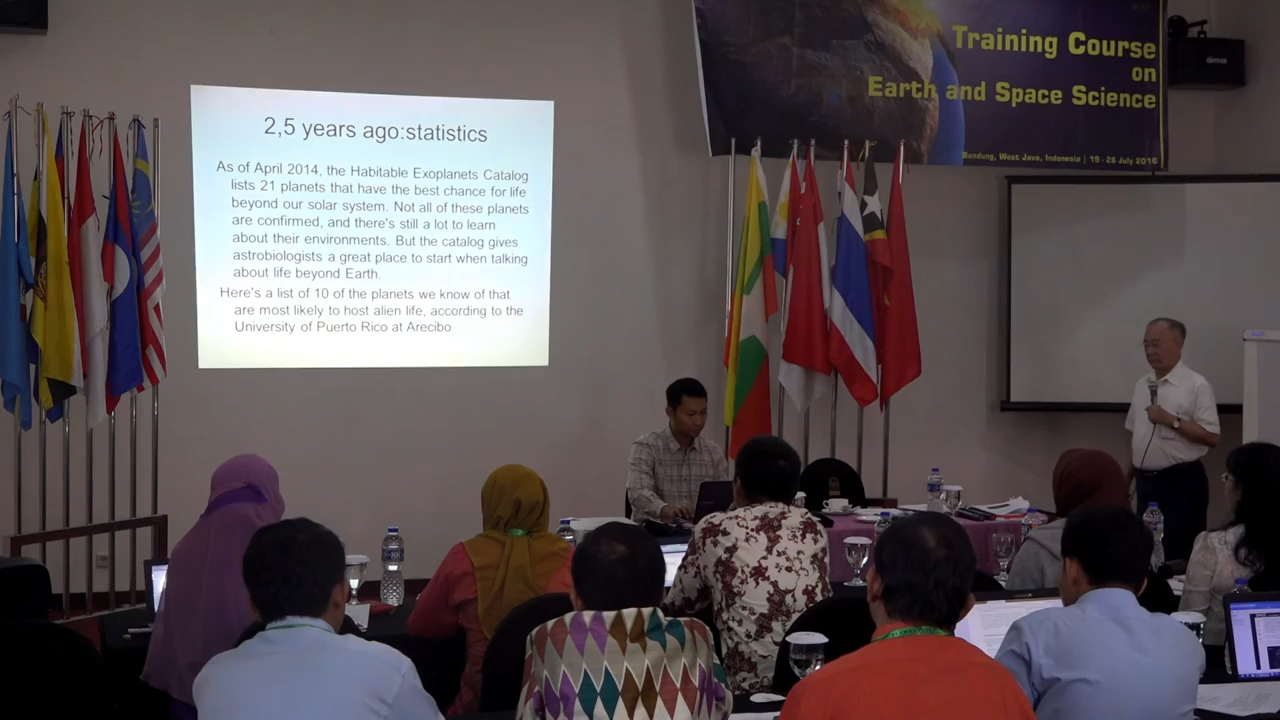 Training Course
on
Earth and Space Science
Bandung, West Java, Indonesia | 19 - 26 July 2016
2,5 years ago:statistics
As of April 2014, the Habitable Exoplanets Catalog
lists 21 planets that have the best chance for life
beyond our solar system. Not all of these planets
are confirmed, and there's still a lot to learn
about their environments. But the catalog gives
astrobiologists a great place to start when talking
about life beyond Earth.
Here's a list of 10 of the planets we know of that
are most likely to host alien life, according to the
University of Puerto Rico at Arecibo